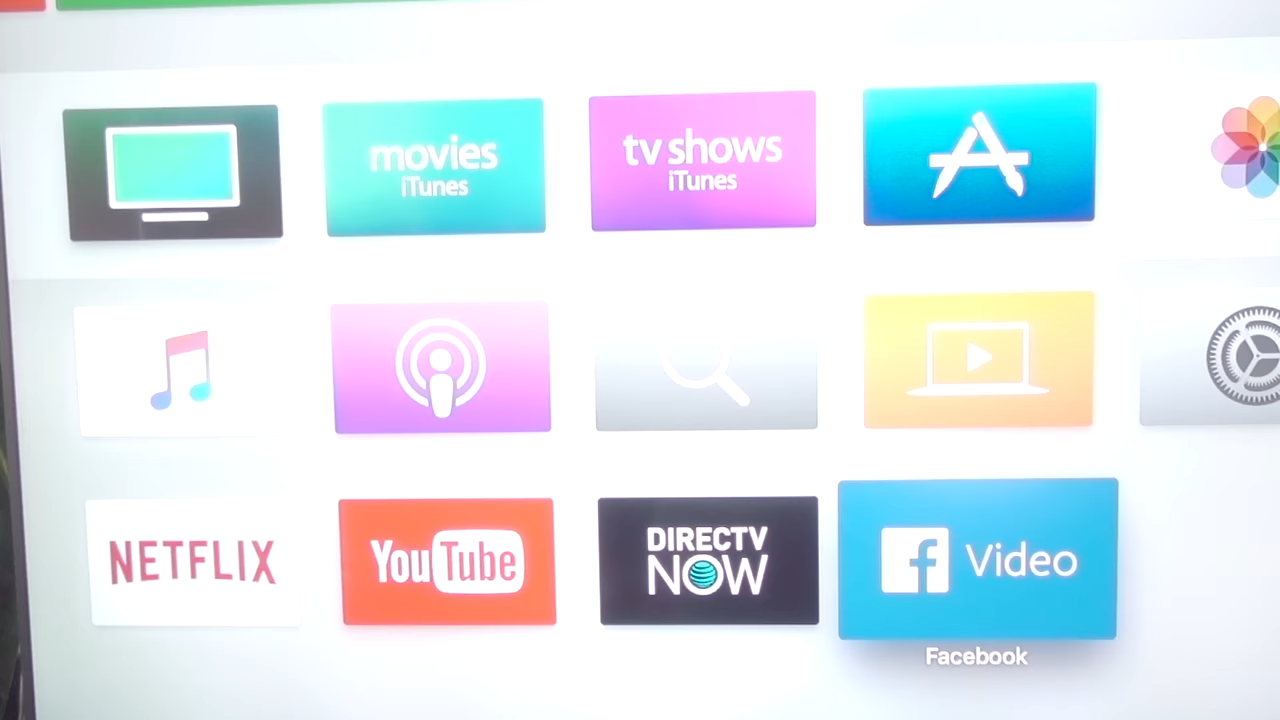 movies
iTunes
tv shows
iTunes
NETFLIX
YouTube
DIRECTV
NOW
f Video
Facebook